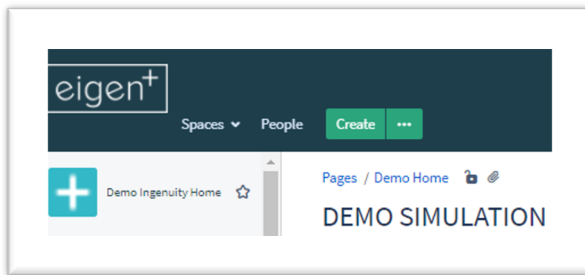 eigen+
Spaces People Create ...
Demo Ingenuity Home
Pages / Demo Home
DEMO SIMULATION